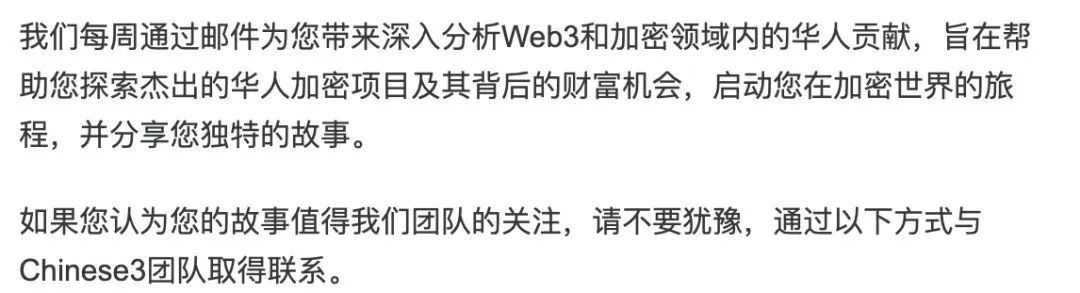 我们每周通过邮件为您带来深入分析Web3和加密领域内的华人贡献，旨在帮
助您探索杰出的华人加密项目及其背后的财富机会，启动您在加密世界的旅
程，并分享您独特的故事。
如果您认为您的故事值得我们团队的关注，请不要犹豫，通过以下方式与
Chinese3团队取得联系。